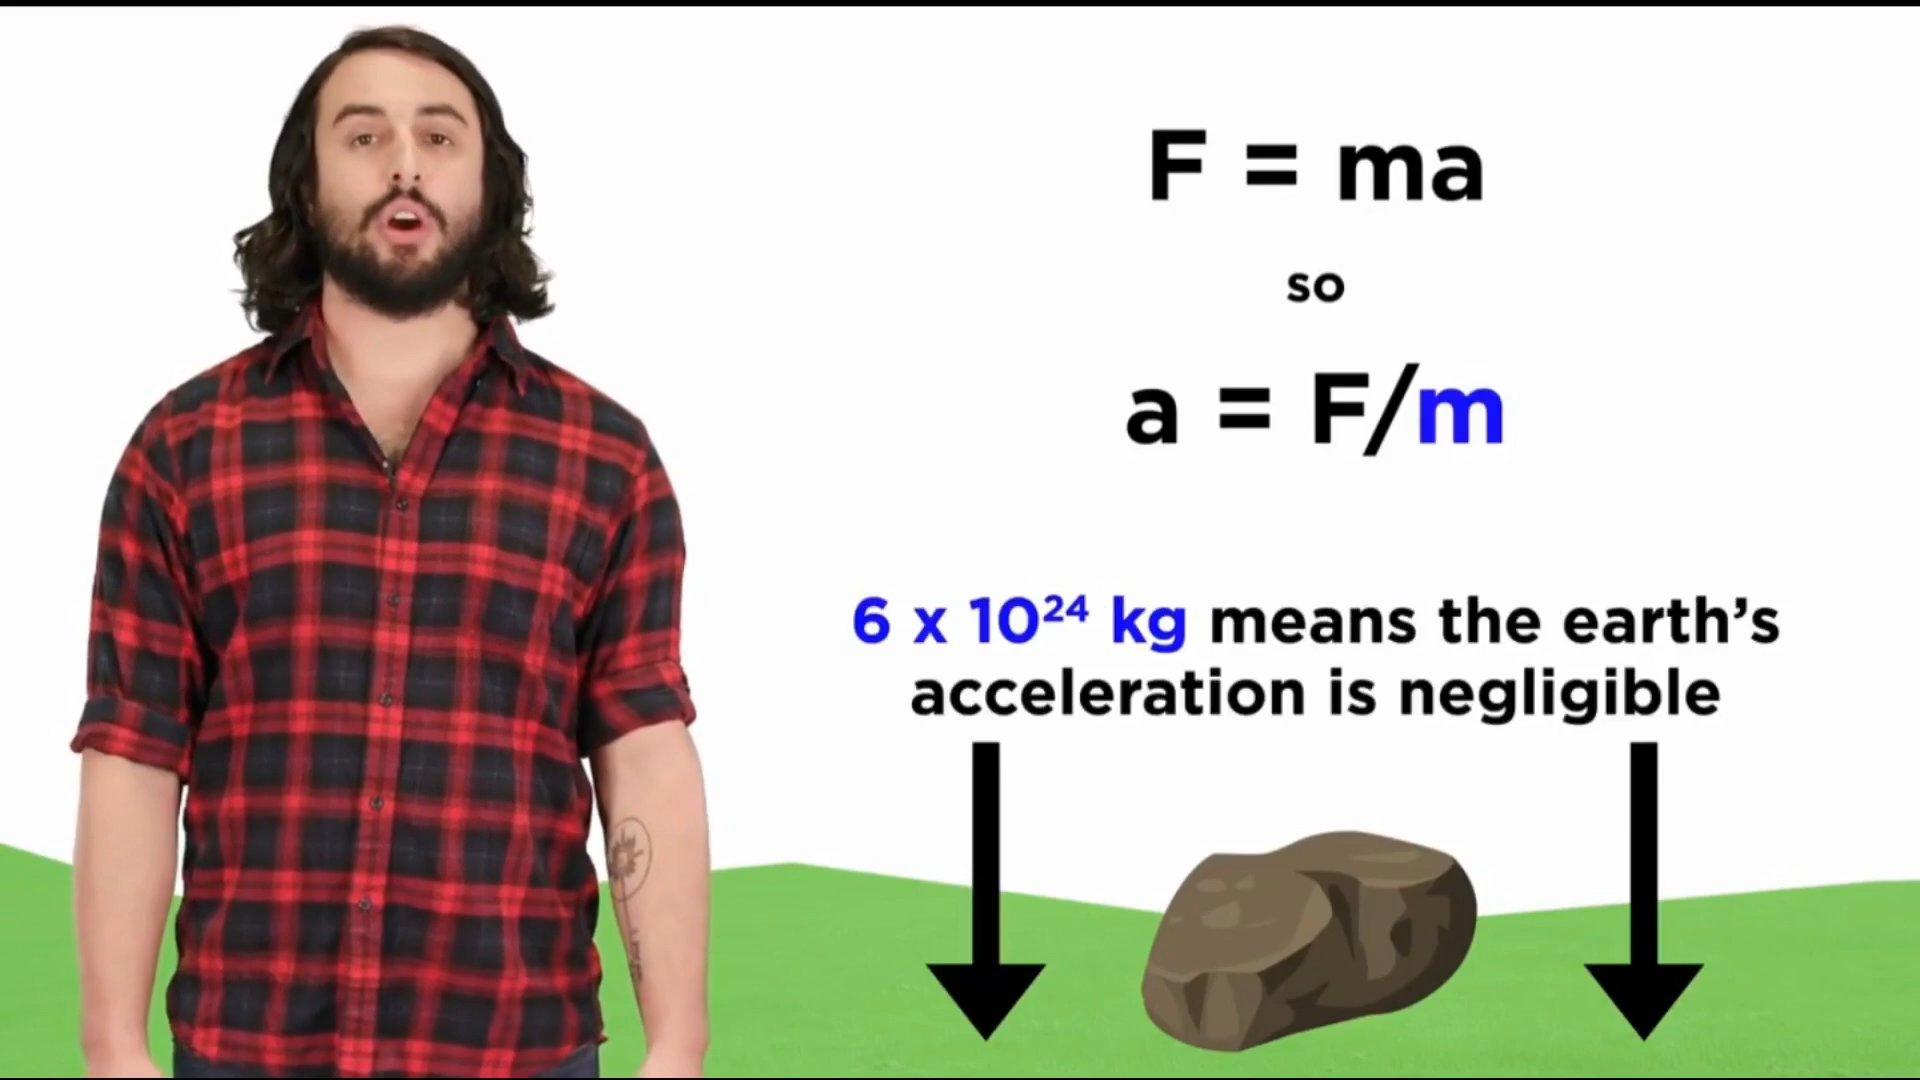 F = ma
so
a = F/m
6 x 10²⁴ kg means the earth’s
acceleration is negligible